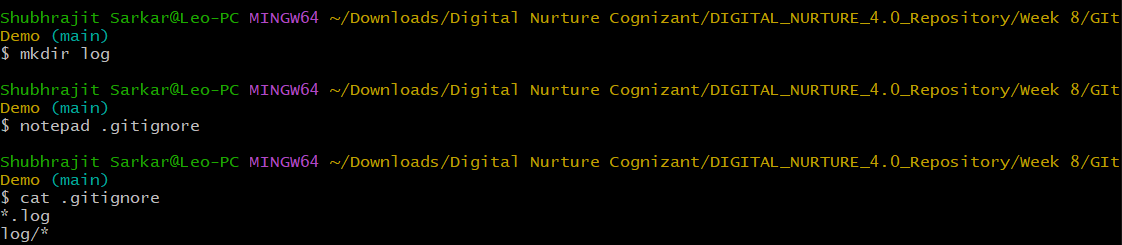 Shubhrajit Sarkar@Leo-PC MINGW64 ~/Downloads/Digital Nurture Cognizant/DIGITAL_NURTURE_4.0_Repository/Week 8/GIt
Demo (main)
$ mkdir log
Shubhrajit Sarkar@Leo-PC MINGW64 ~/Downloads/Digital Nurture Cognizant/DIGITAL_NURTURE_4.0_Repository/Week 8/GIt
Demo (main)
$ notepad .gitignore
Shubhrajit Sarkar@Leo-PC MINGW64 ~/Downloads/Digital Nurture Cognizant/DIGITAL_NURTURE_4.0_Repository/Week 8/GIt
Demo (main)
$ cat .gitignore
*.log
log/*